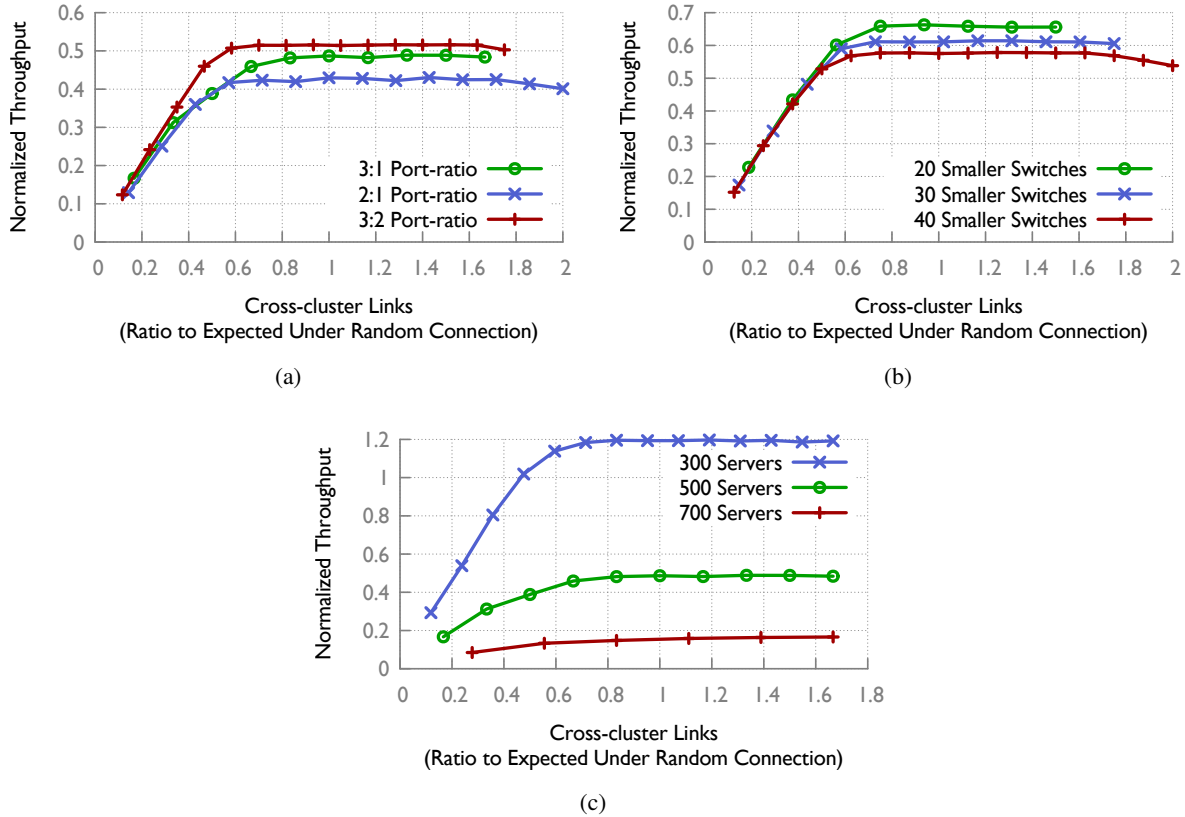 Normalized Throughput
0.6
0.5
0.4
0.3
0.2
0.1
0
0 0.2 0.4 0.6 0.8 1 1.2 1.4 1.6 1.8 2
3:1 Port-ratio
2:1 Port-ratio
3:2 Port-ratio
Cross-cluster Links
(Ratio to Expected Under Random Connection)
(a)
Normalized Throughput
0.7
0.6
0.5
0.4
0.3
0.2
0.1
0
0 0.2 0.4 0.6 0.8 1 1.2 1.4 1.6 1.8 2
20 Smaller Switches
30 Smaller Switches
40 Smaller Switches
Cross-cluster Links
(Ratio to Expected Under Random Connection)
(b)
Normalized Throughput
1.2
1
0.8
0.6
0.4
0.2
0
0 0.2 0.4 0.6 0.8 1 1.2 1.4 1.6 1.8
300 Servers
500 Servers
700 Servers
Cross-cluster Links
(Ratio to Expected Under Random Connection)
(c)